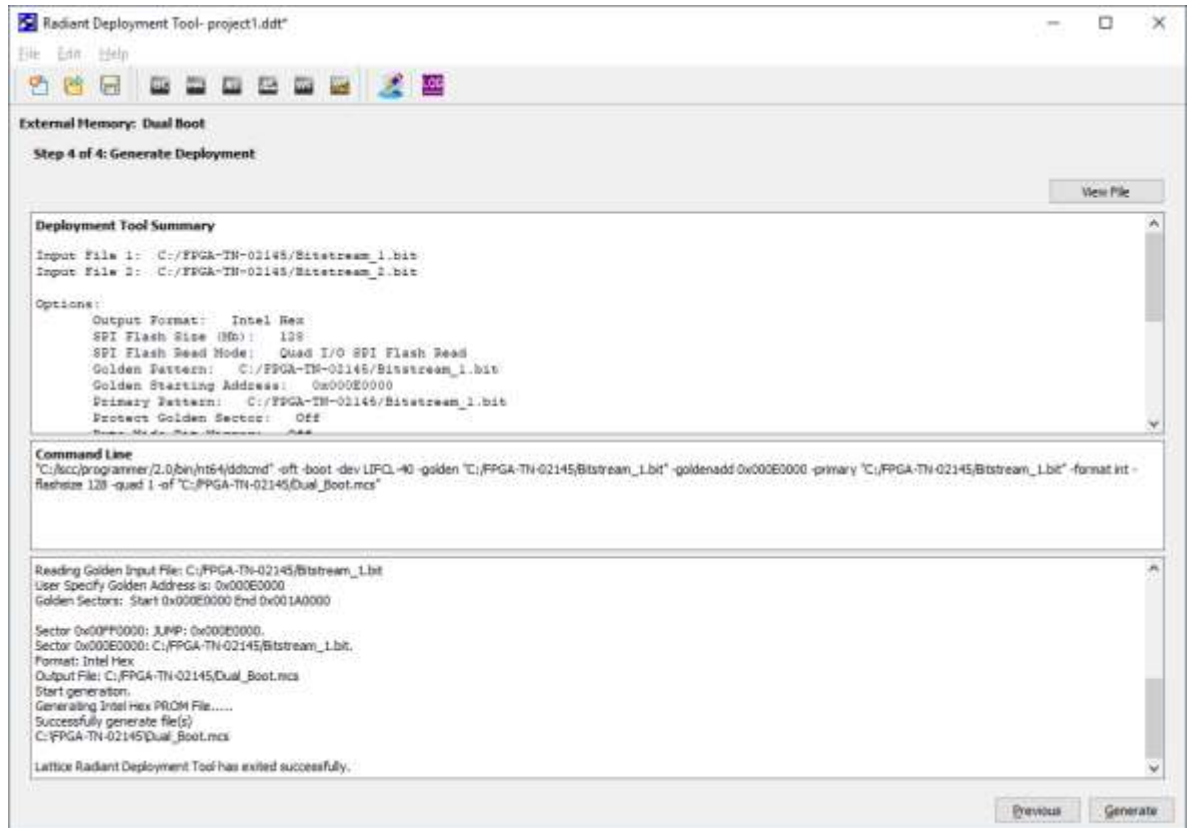 Radiant Deployment Tool- project1.ddt*
File Edit Help
LOG
External Memory: Dual Boot
Step 4 of 4: Generate Deployment
View File
Deployment Tool Summary
Input File 1: C:/FPGA-TN-02145/Bitstream_1.bit
Input File 2: C:/FPGA-TN-02145/Bitstream_2.bit
Options:
Output Format: Intel Hex
SPI Flash Size (Mb): 128
SPI Flash Read Mode: Quad I/O SPI Flash Read
Golden Pattern: C:/FPGA-TN-02145/Bitstream_1.bit
Golden Starting Address: 0x000E0000
Primary Pattern: C:/FPGA-TN-02145/Bitstream_1.bit
Protect Golden Sector: Off
Command Line
"C:/lscc/programmer/2.0/bin/nt64/ddtcmd" -oft -boot -dev LIFCL-40 -golden "C:/FPGA-TN-02145/Bitstream_1.bit" -goldenadd 0x000E0000 -primary "C:/FPGA-TN-02145/Bitstream_1.bit" -format int -
flashsize 128 -quad 1 -of "C:/FPGA-TN-02145/Dual_Boot.mcs"
Reading Golden Input File: C:/FPGA-TN-02145/Bitstream_1.bit
User Specify Golden Address is: 0x000E0000
Golden Sectors: Start 0x000E0000 End 0x001A0000
Sector 0x00FF0000: JUMP: 0x000E0000.
Sector 0x000E0000: C:/FPGA-TN-02145/Bitstream_1.bit.
Format: Intel Hex
Output File: C:/FPGA-TN-02145/Dual_Boot.mcs
Start generation.
Generating Intel Hex PROM File.....
Successfully generate file(s)
C:\FPGA-TN-02145\Dual_Boot.mcs
Lattice Radiant Deployment Tool has exited successfully.
Previous Generate